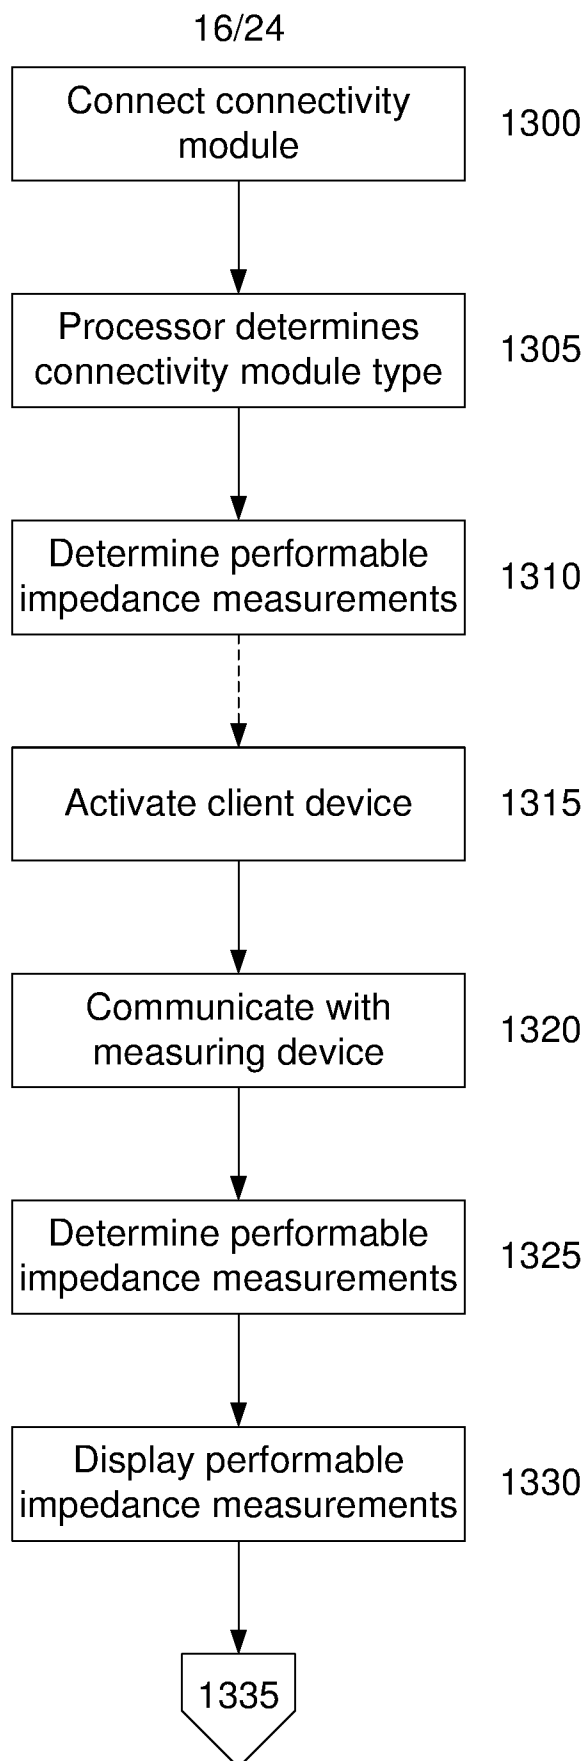 16/24
Connect connectivity
module
1300
Processor determines
connectivity module type
1305
Determine performable
impedance measurements
1310
Activate client device
1315
Communicate with
measuring device
1320
Determine performable
impedance measurements
1325
Display performable
impedance measurements
1330
1335